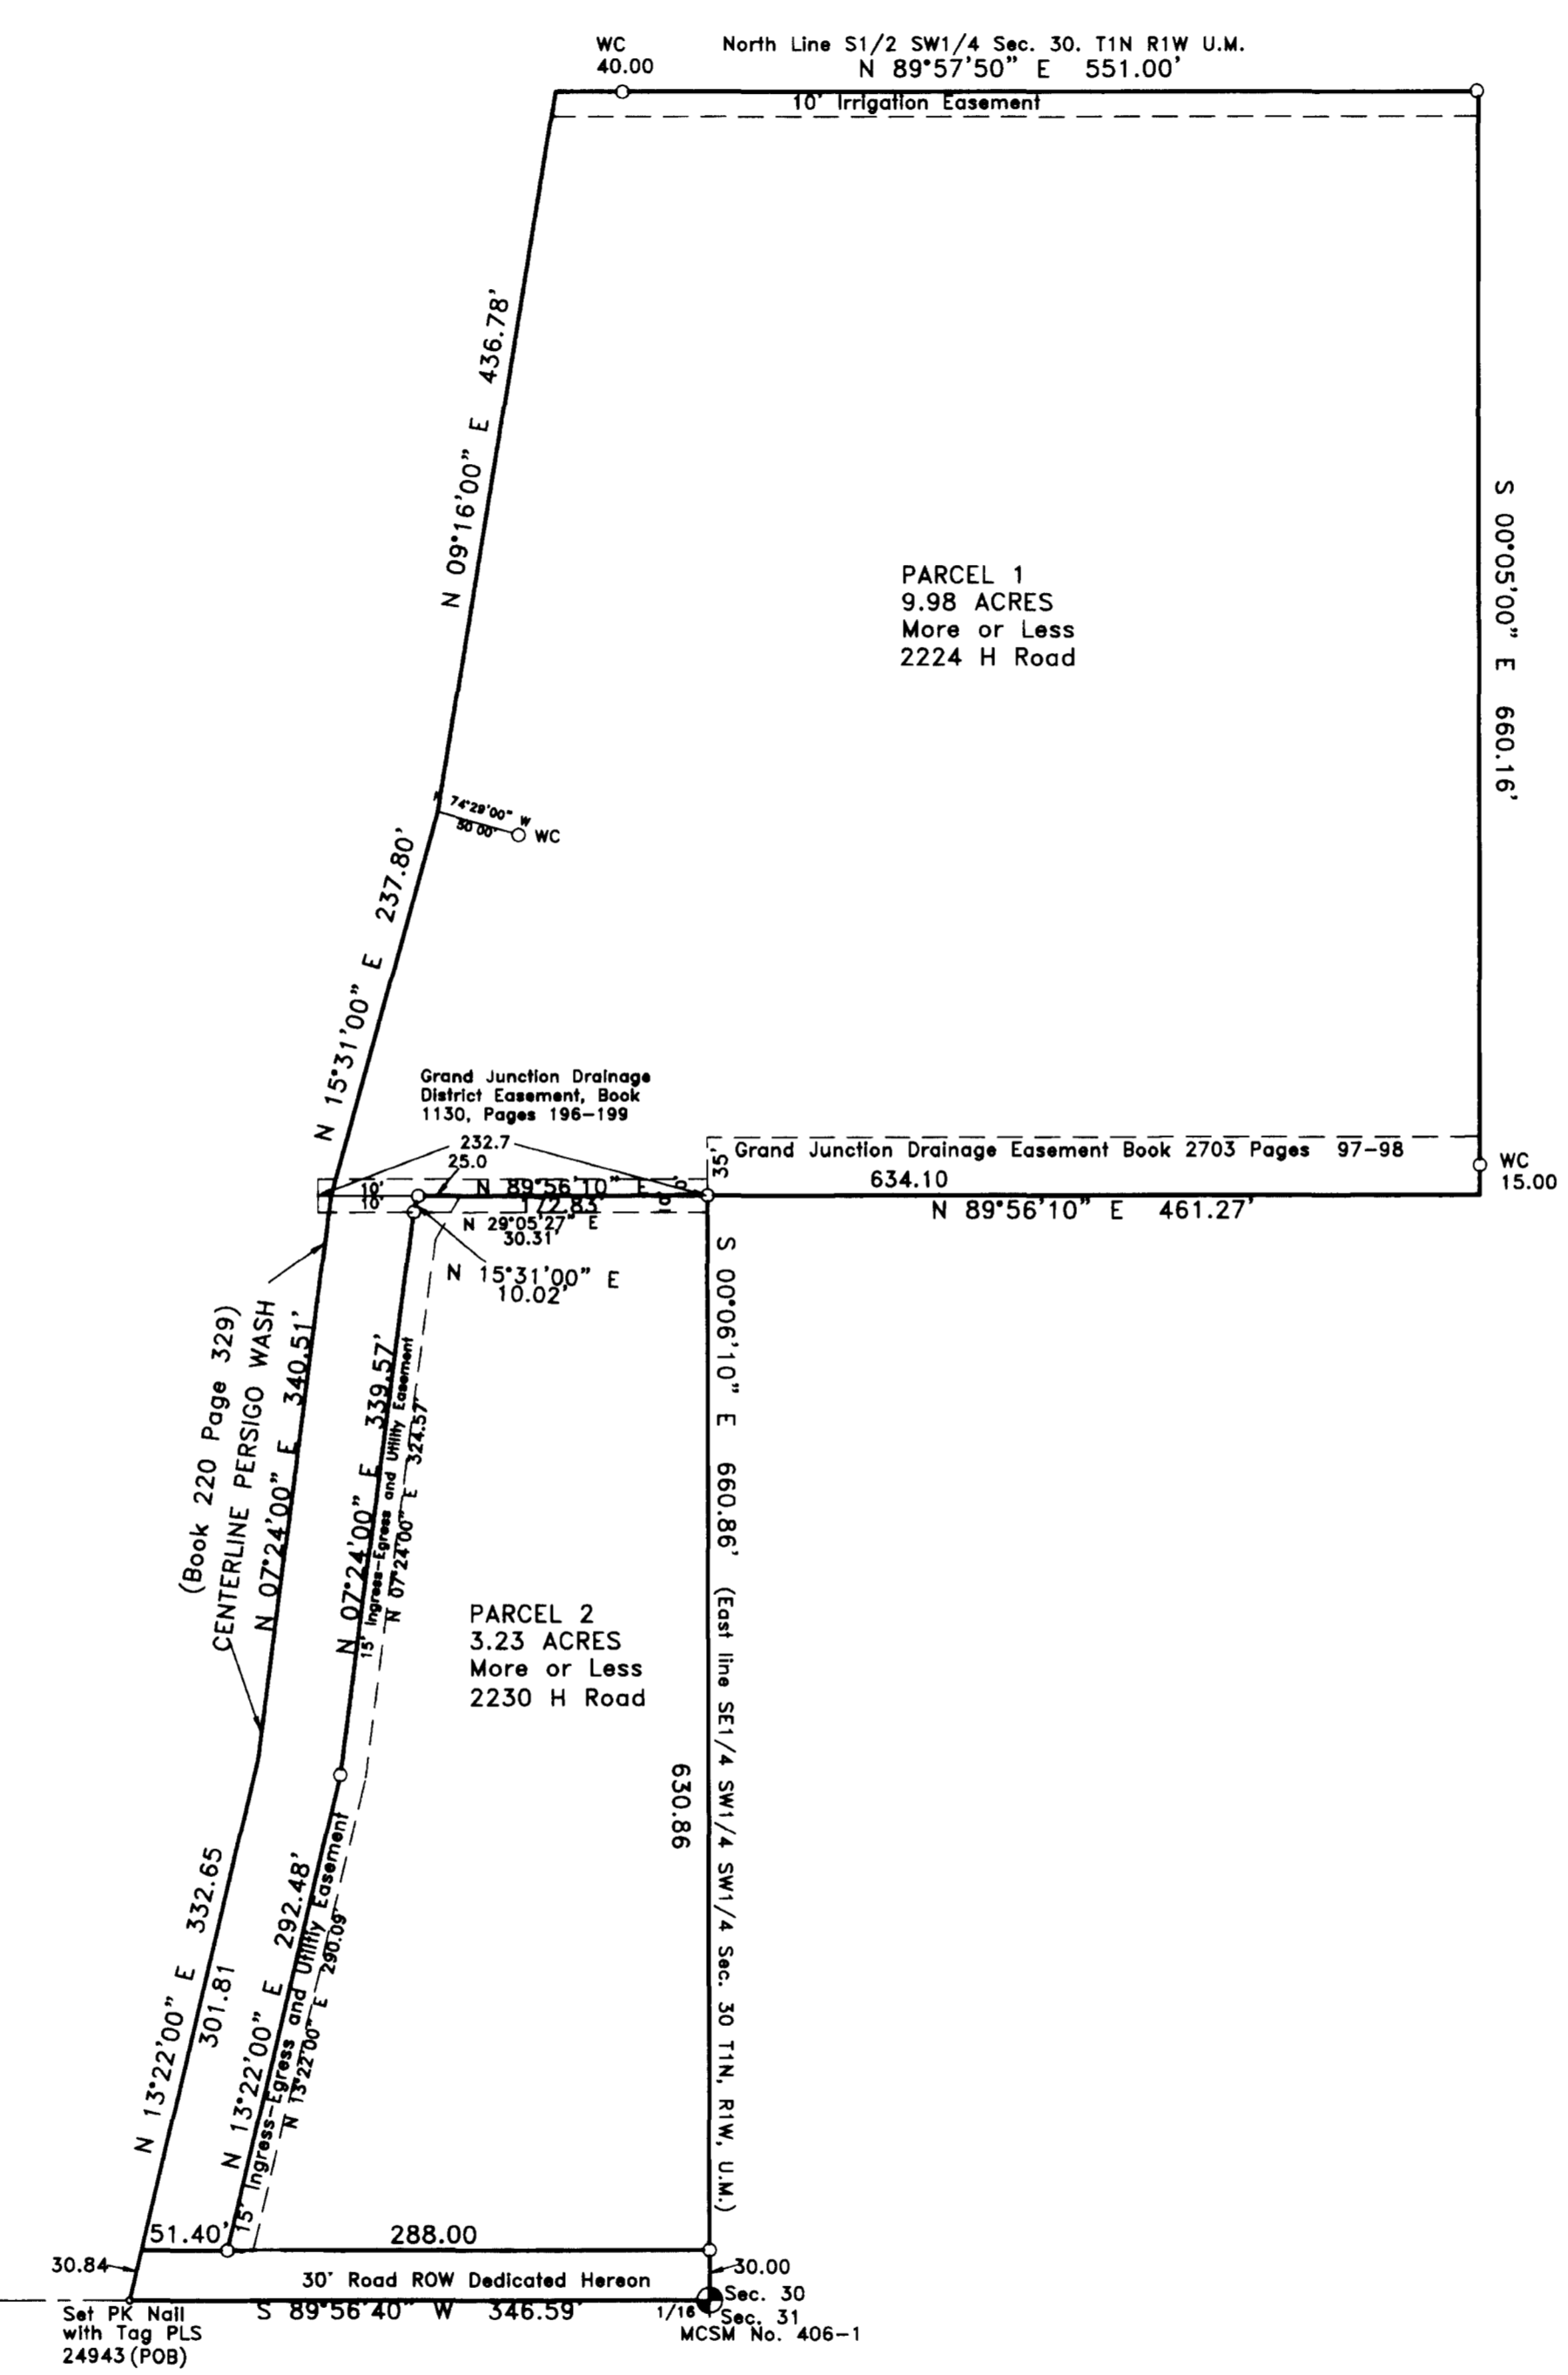 WC
40.00
North Line S1/2 SW1/4 Sec. 30. T1N R1W U.M.
N 89°57'50" E 551.00'
10' Irrigation Easement
N 09°16'00" E 436.78'
S 00°05'00" E 660.16'
PARCEL 1
9.98 ACRES
More or Less
2224 H Road
N 74°29'00" W
50.00'
WC
N 15°31'00" E 237.80'
Grand Junction Drainage
District Easement, Book
1130, Pages 196-199
232.7
25.0
35'
Grand Junction Drainage Easement Book 2703 Pages 97-98
634.10
WC
15.00
10'
10'
N 89°56'10" E
172.83'
N 89°56'10" E 461.27'
N 29°05'27" E
30.31'
N 15°31'00" E
10.02'
(Book 220 Page 329)
CENTERLINE PERSIGO WASH
N 07°24'00" E 340.51'
N 07°24'00" E 339.57'
15' Ingress-Egress and Utility Easement
N 07°24'00" E 324.57'
S 00°06'10" E 660.86' (East line SE1/4 SW1/4 SW1/4 Sec. 30 T1N, R1W, U.M.)
PARCEL 2
3.23 ACRES
More or Less
2230 H Road
630.86
N 13°22'00" E 332.65
301.81
N 13°22'00" E 292.48'
15' Ingress-Egress and Utility Easement
N 13°22'00" E 290.09'
51.40'
288.00
30.84
30.00
30' Road ROW Dedicated Hereon
S 89°56'40" W 346.59'
1/16
Sec. 30
Sec. 31
MCSM No. 406-1
Set PK Nail
with Tag PLS
24943(POB)